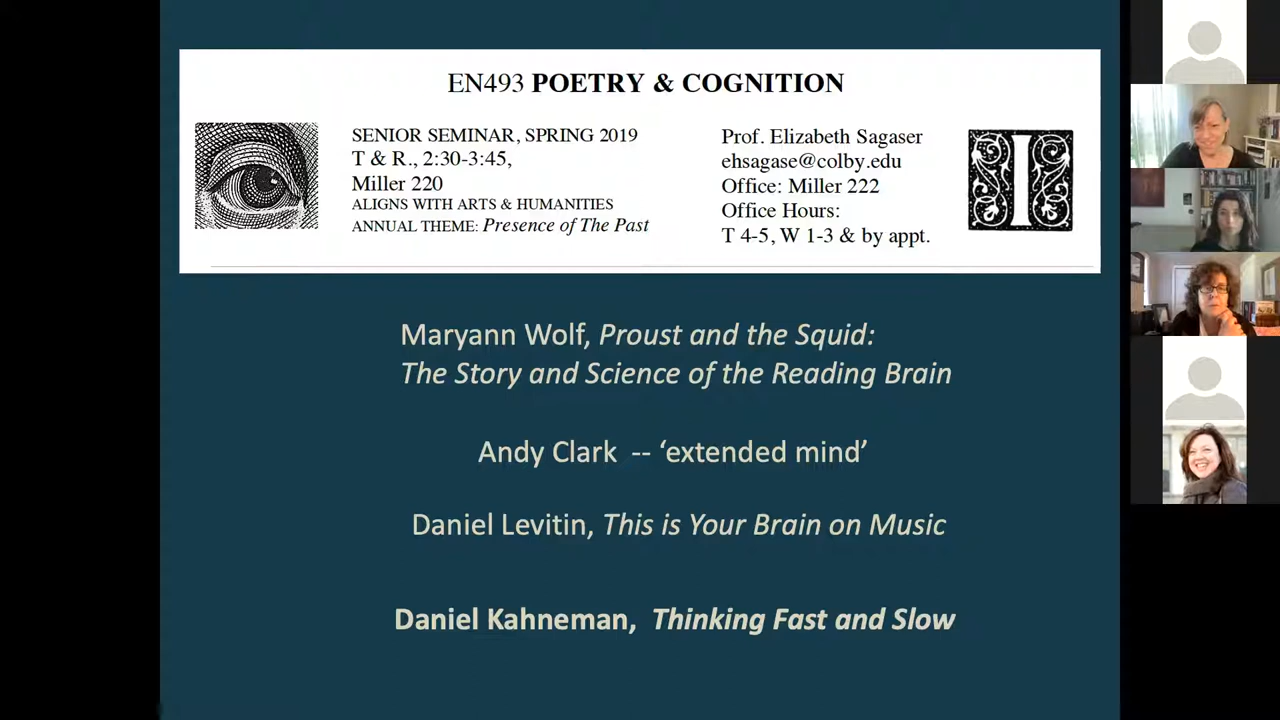 EN493 POETRY & COGNITION
SENIOR SEMINAR, SPRING 2019
T & R., 2:30-3:45,
Miller 220
ALIGNS WITH ARTS & HUMANITIES
ANNUAL THEME: Presence of The Past
Prof. Elizabeth Sagaser
ehsagase@colby.edu
Office: Miller 222
Office Hours:
T 4-5, W 1-3 & by appt.
I
Maryann Wolf, Proust and the Squid:
The Story and Science of the Reading Brain
Andy Clark -- ‘extended mind’
Daniel Levitin, This is Your Brain on Music
Daniel Kahneman, Thinking Fast and Slow